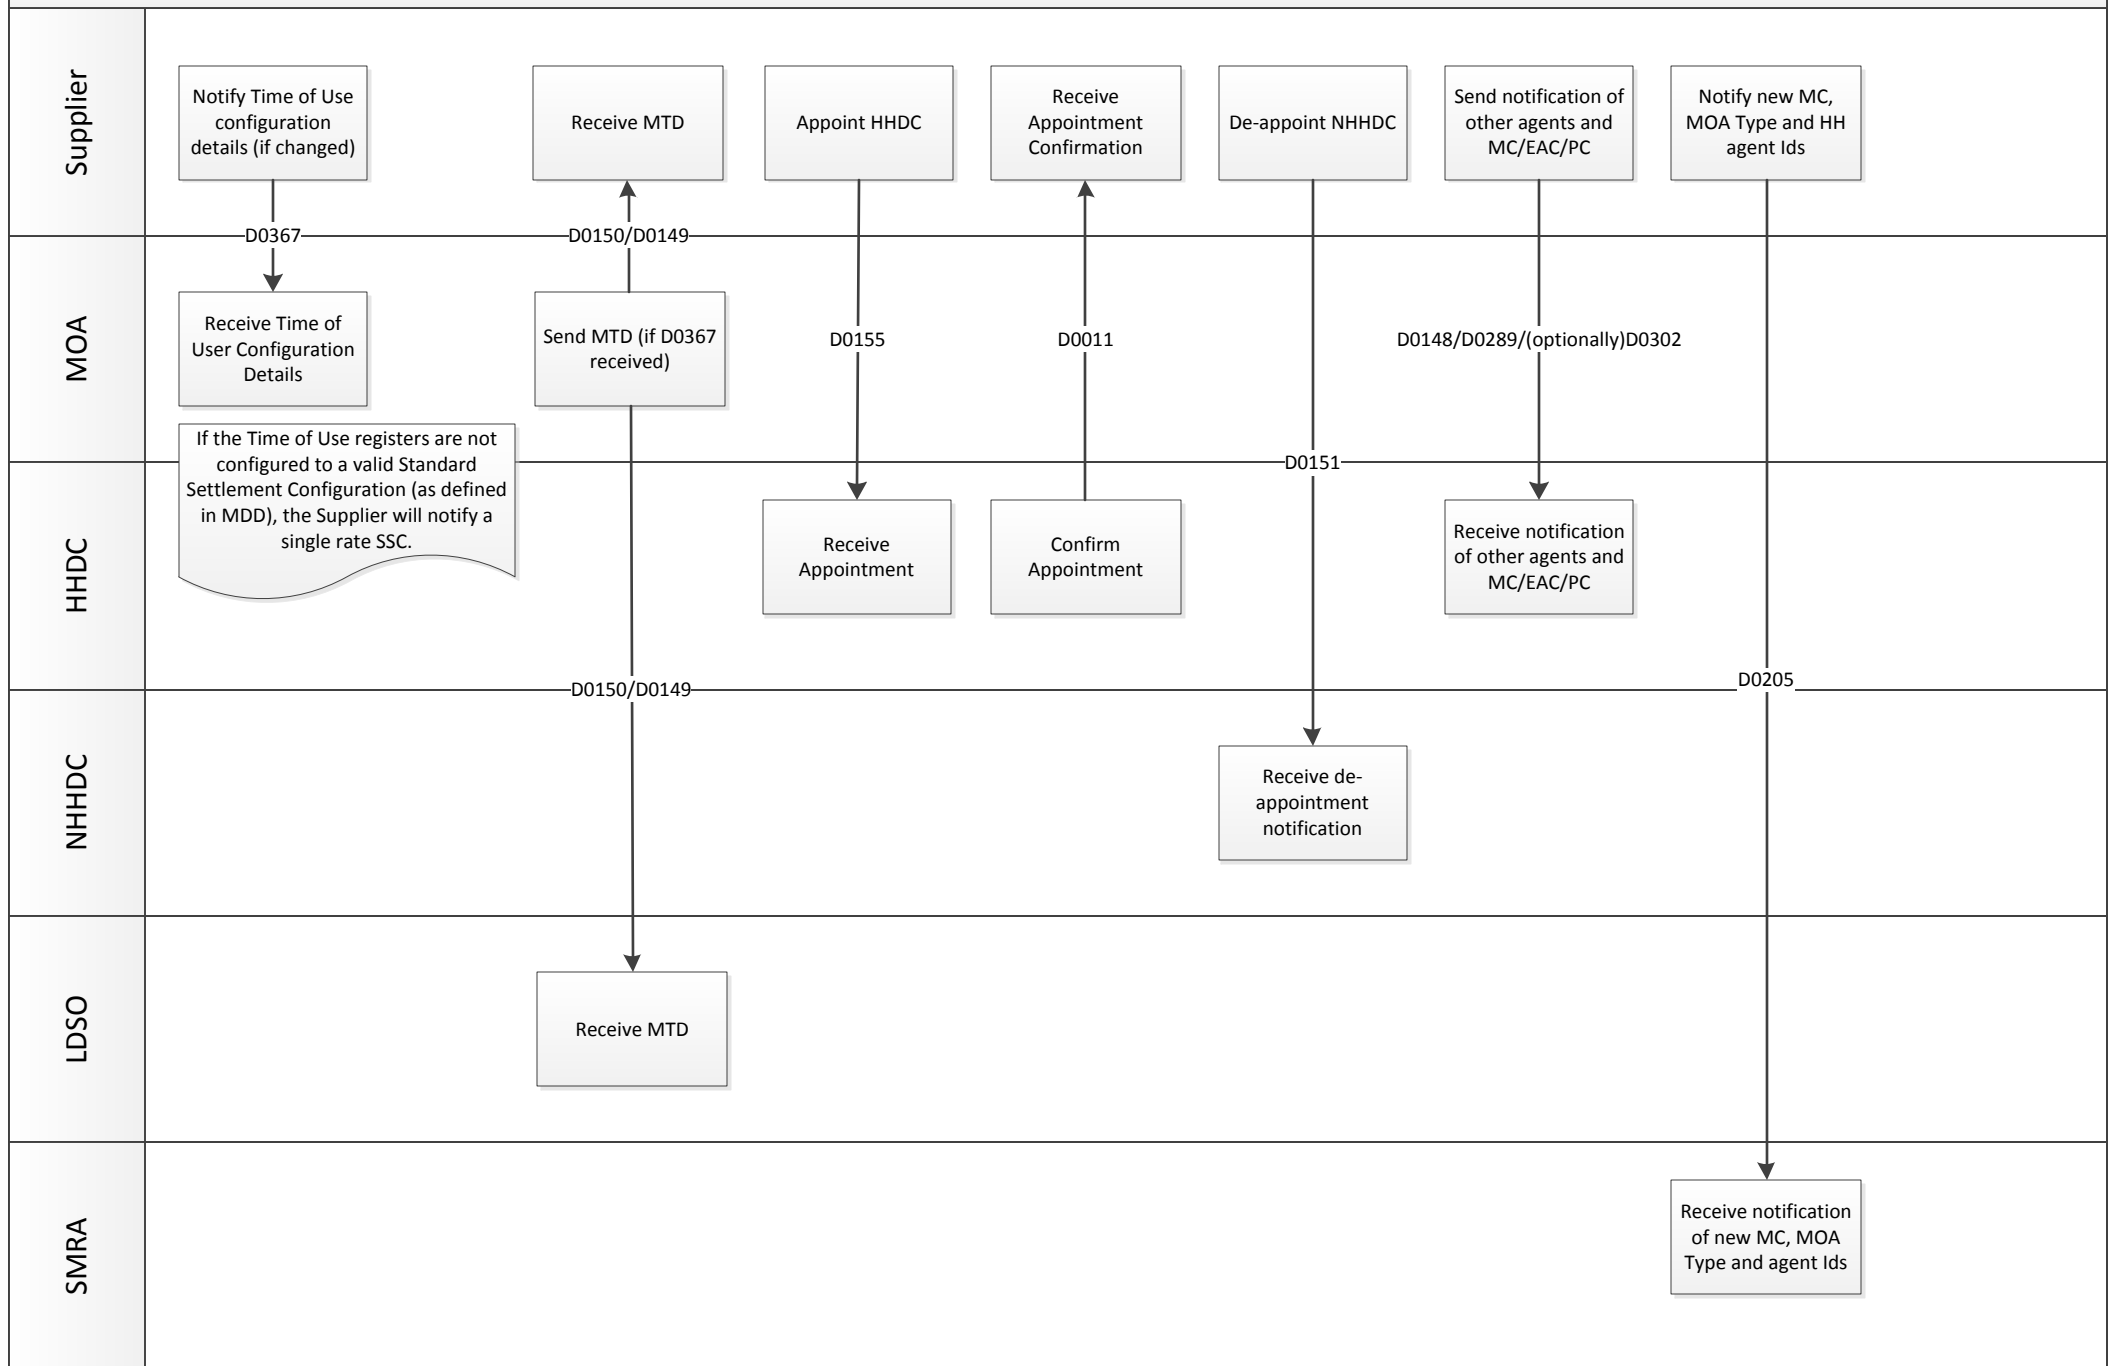 Supplier
Notify Time of Use
configuration
details (if changed)
Receive MTD
Appoint HHDC
Receive
Appointment
Confirmation
De-appoint NHHDC
Send notification of
other agents and
MC/EAC/PC
Notify new MC,
MOA Type and HH
agent Ids
D0367
D0150/D0149
MOA
Receive Time of
User Configuration
Details
Send MTD (if D0367
received)
D0155
D0011
D0148/D0289/(optionally)D0302
If the Time of Use registers are not
configured to a valid Standard
Settlement Configuration (as defined
in MDD), the Supplier will notify a
single rate SSC.
D0151
HHDC
Receive
Appointment
Confirm
Appointment
Receive notification
of other agents and
MC/EAC/PC
D0150/D0149
D0205
NHHDC
Receive de-
appointment
notification
LDSO
Receive MTD
SMRA
Receive notification
of new MC, MOA
Type and agent Ids